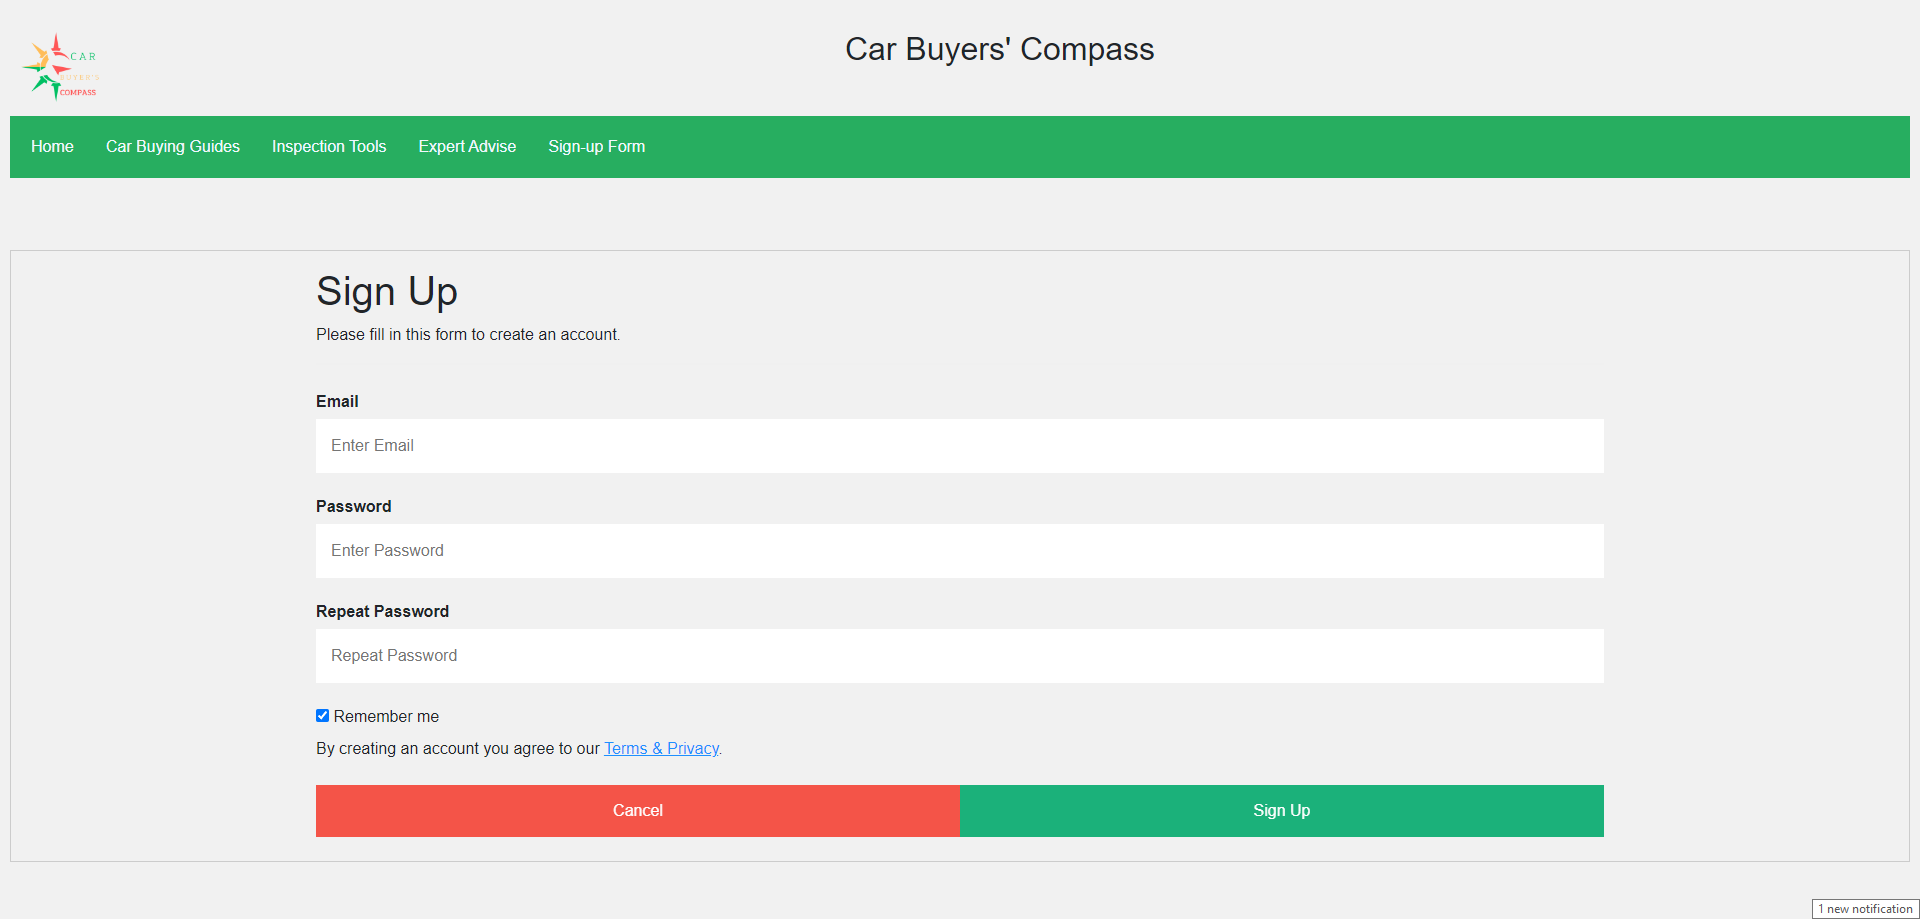 CAR
BUYER'S
COMPASS
Car Buyers' Compass
Home Car Buying Guides Inspection Tools Expert Advise Sign-up Form
Sign Up
Please fill in this form to create an account.
Email
Enter Email
Password
Enter Password
Repeat Password
Repeat Password
Remember me
By creating an account you agree to our Terms & Privacy.
Cancel Sign Up
1 new notification